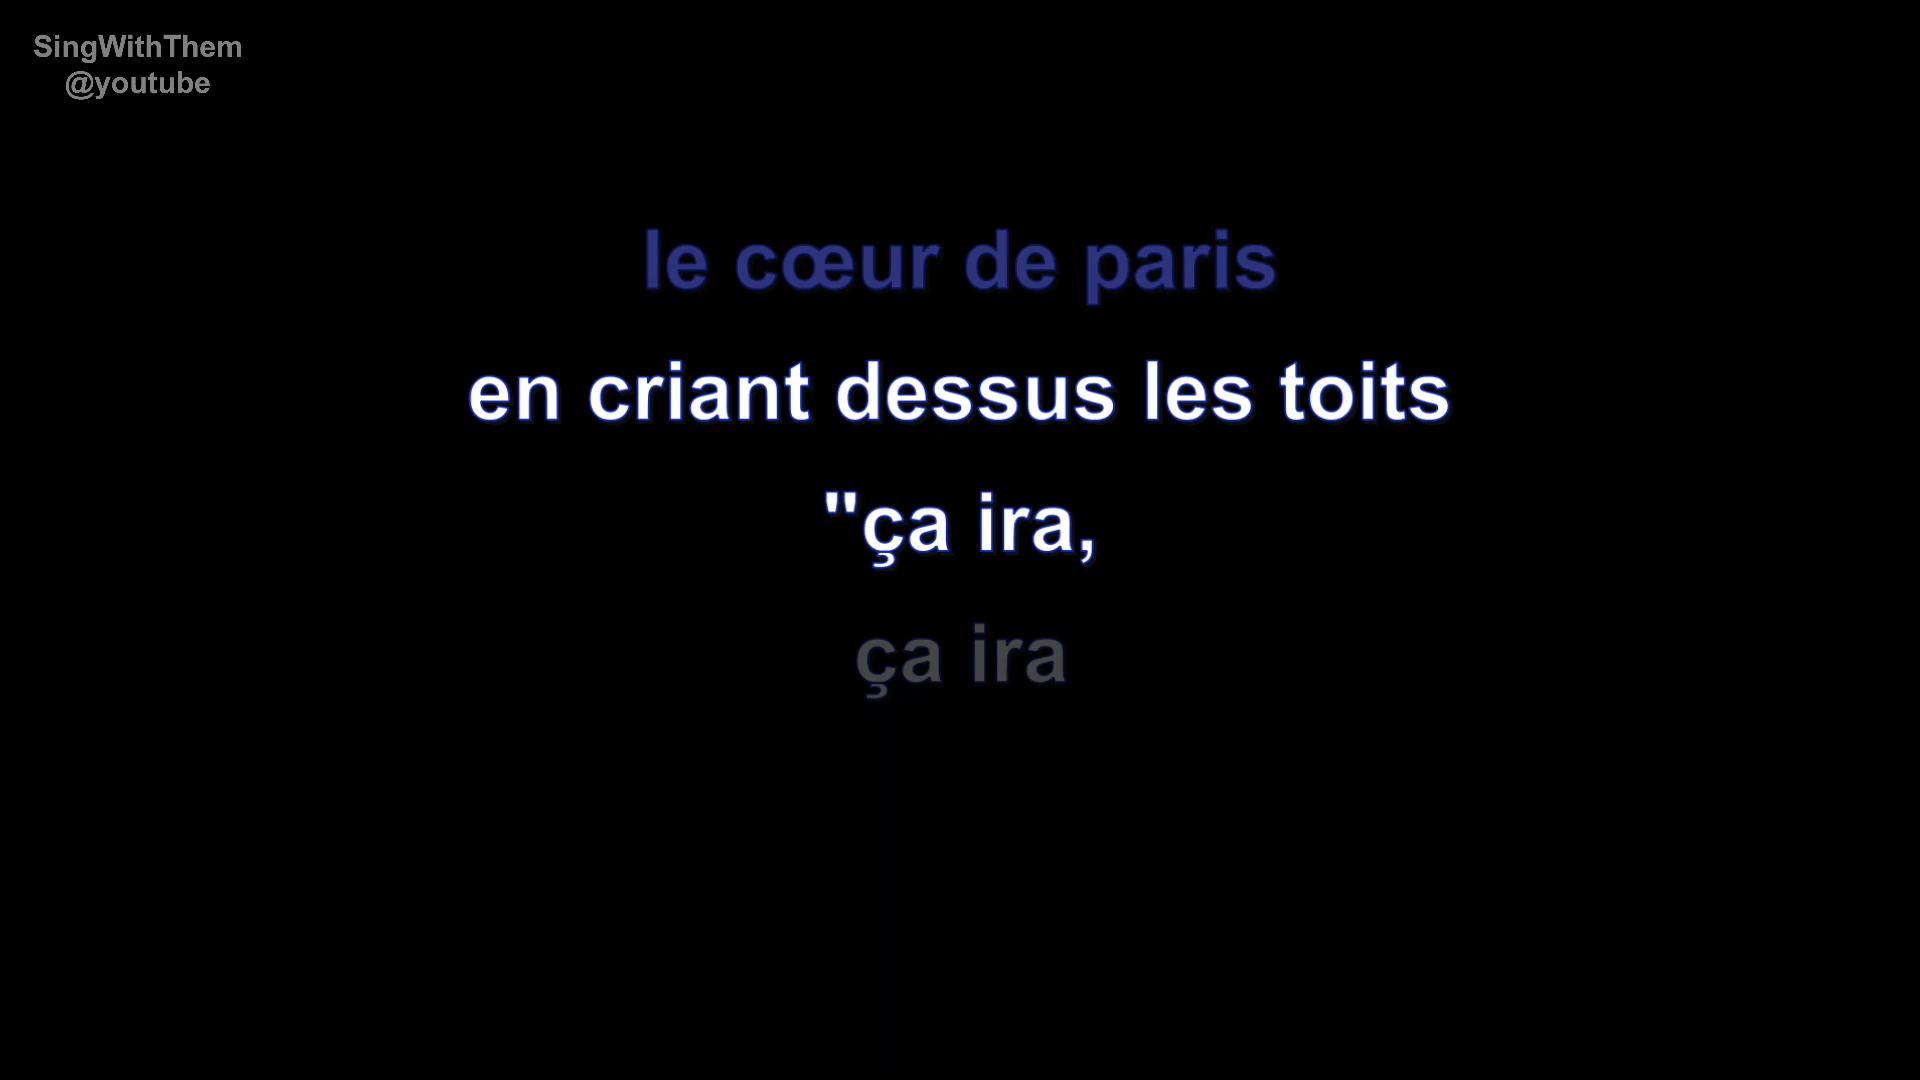 SingWithThem
@youtube
le cœur de paris
en criant dessus les toits
"ça ira,
ça ira